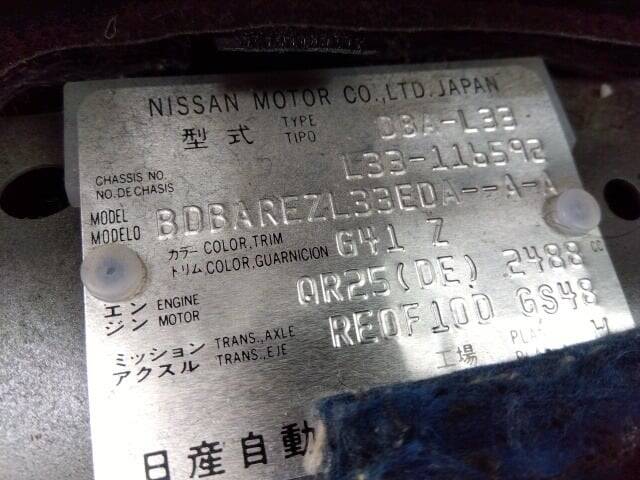 NISSAN MOTOR CO.,LTD.JAPAN
型式 TYPE TIPO DBA-L33
CHASSIS NO. NO.DE CHASIS L33-116592
MODEL MODELO BDBAREZL33EDA--A-A
カラー COLOR,TRIM トリム COLOR,GUARNICION G41 Z
エンジン ENGINE MOTOR QR25(DE) 2488 CC
ミッション アクスル TRANS.,AXLE TRANS.,EJE RE0F10D GS48
工場
日産自動